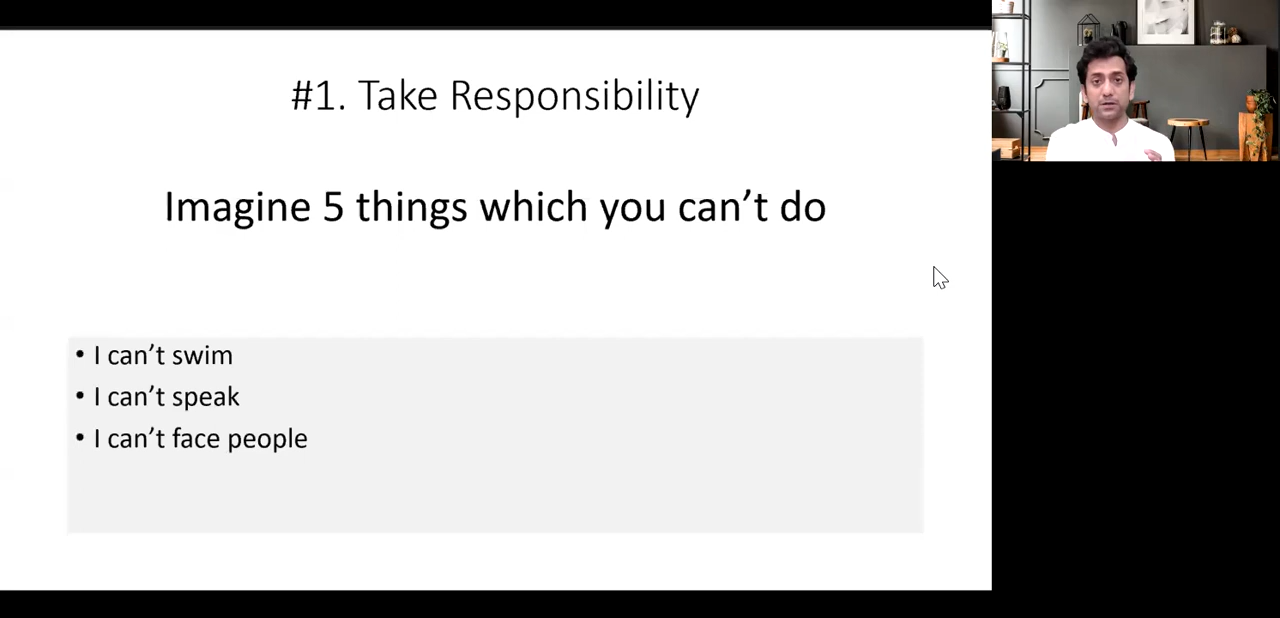 #1. Take Responsibility
Imagine 5 things which you can’t do
• I can’t swim
• I can’t speak
• I can’t face people